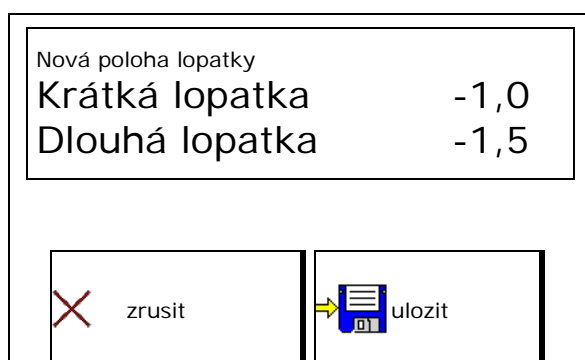 Nová poloha lopatky
Krátká lopatka -1,0
Dlouhá lopatka -1,5
zrusit ulozit